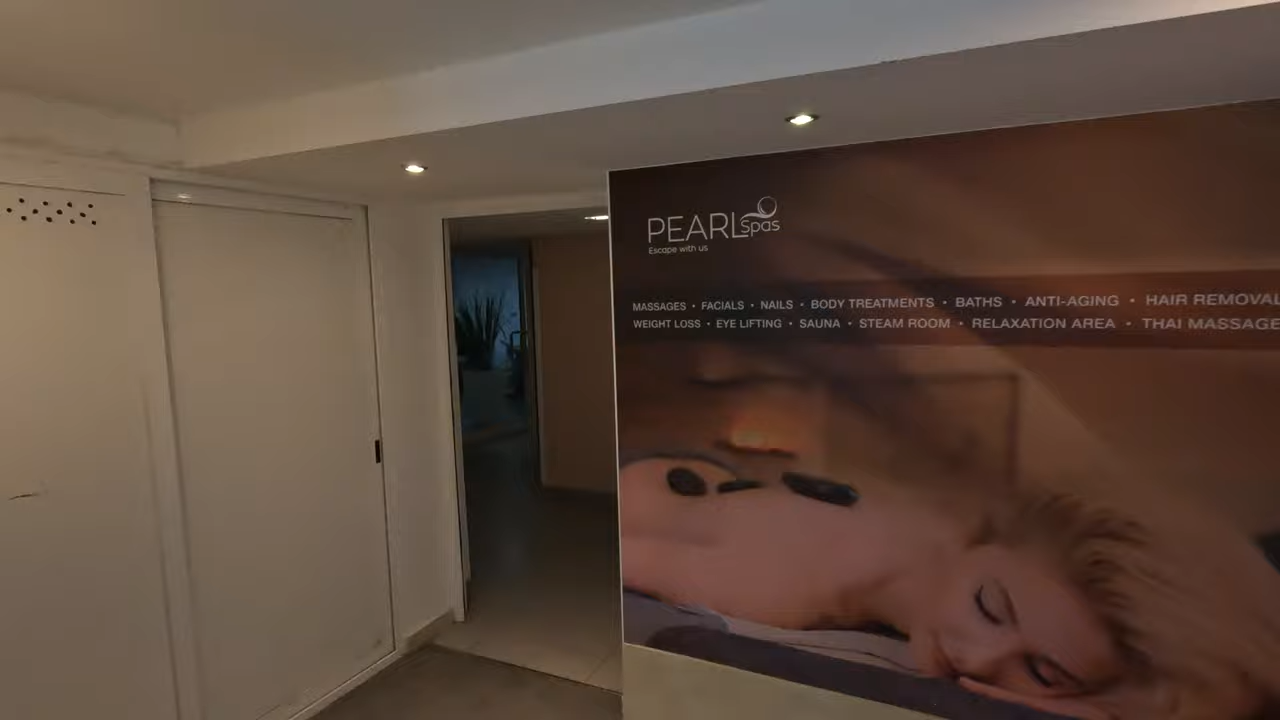 PEARL spas
Escape with us
MASSAGES • FACIALS • NAILS • BODY TREATMENTS • BATHS • ANTI-AGING • HAIR REMOVAL
WEIGHT LOSS • EYE LIFTING • SAUNA • STEAM ROOM • RELAXATION AREA • THAI MASSAGE